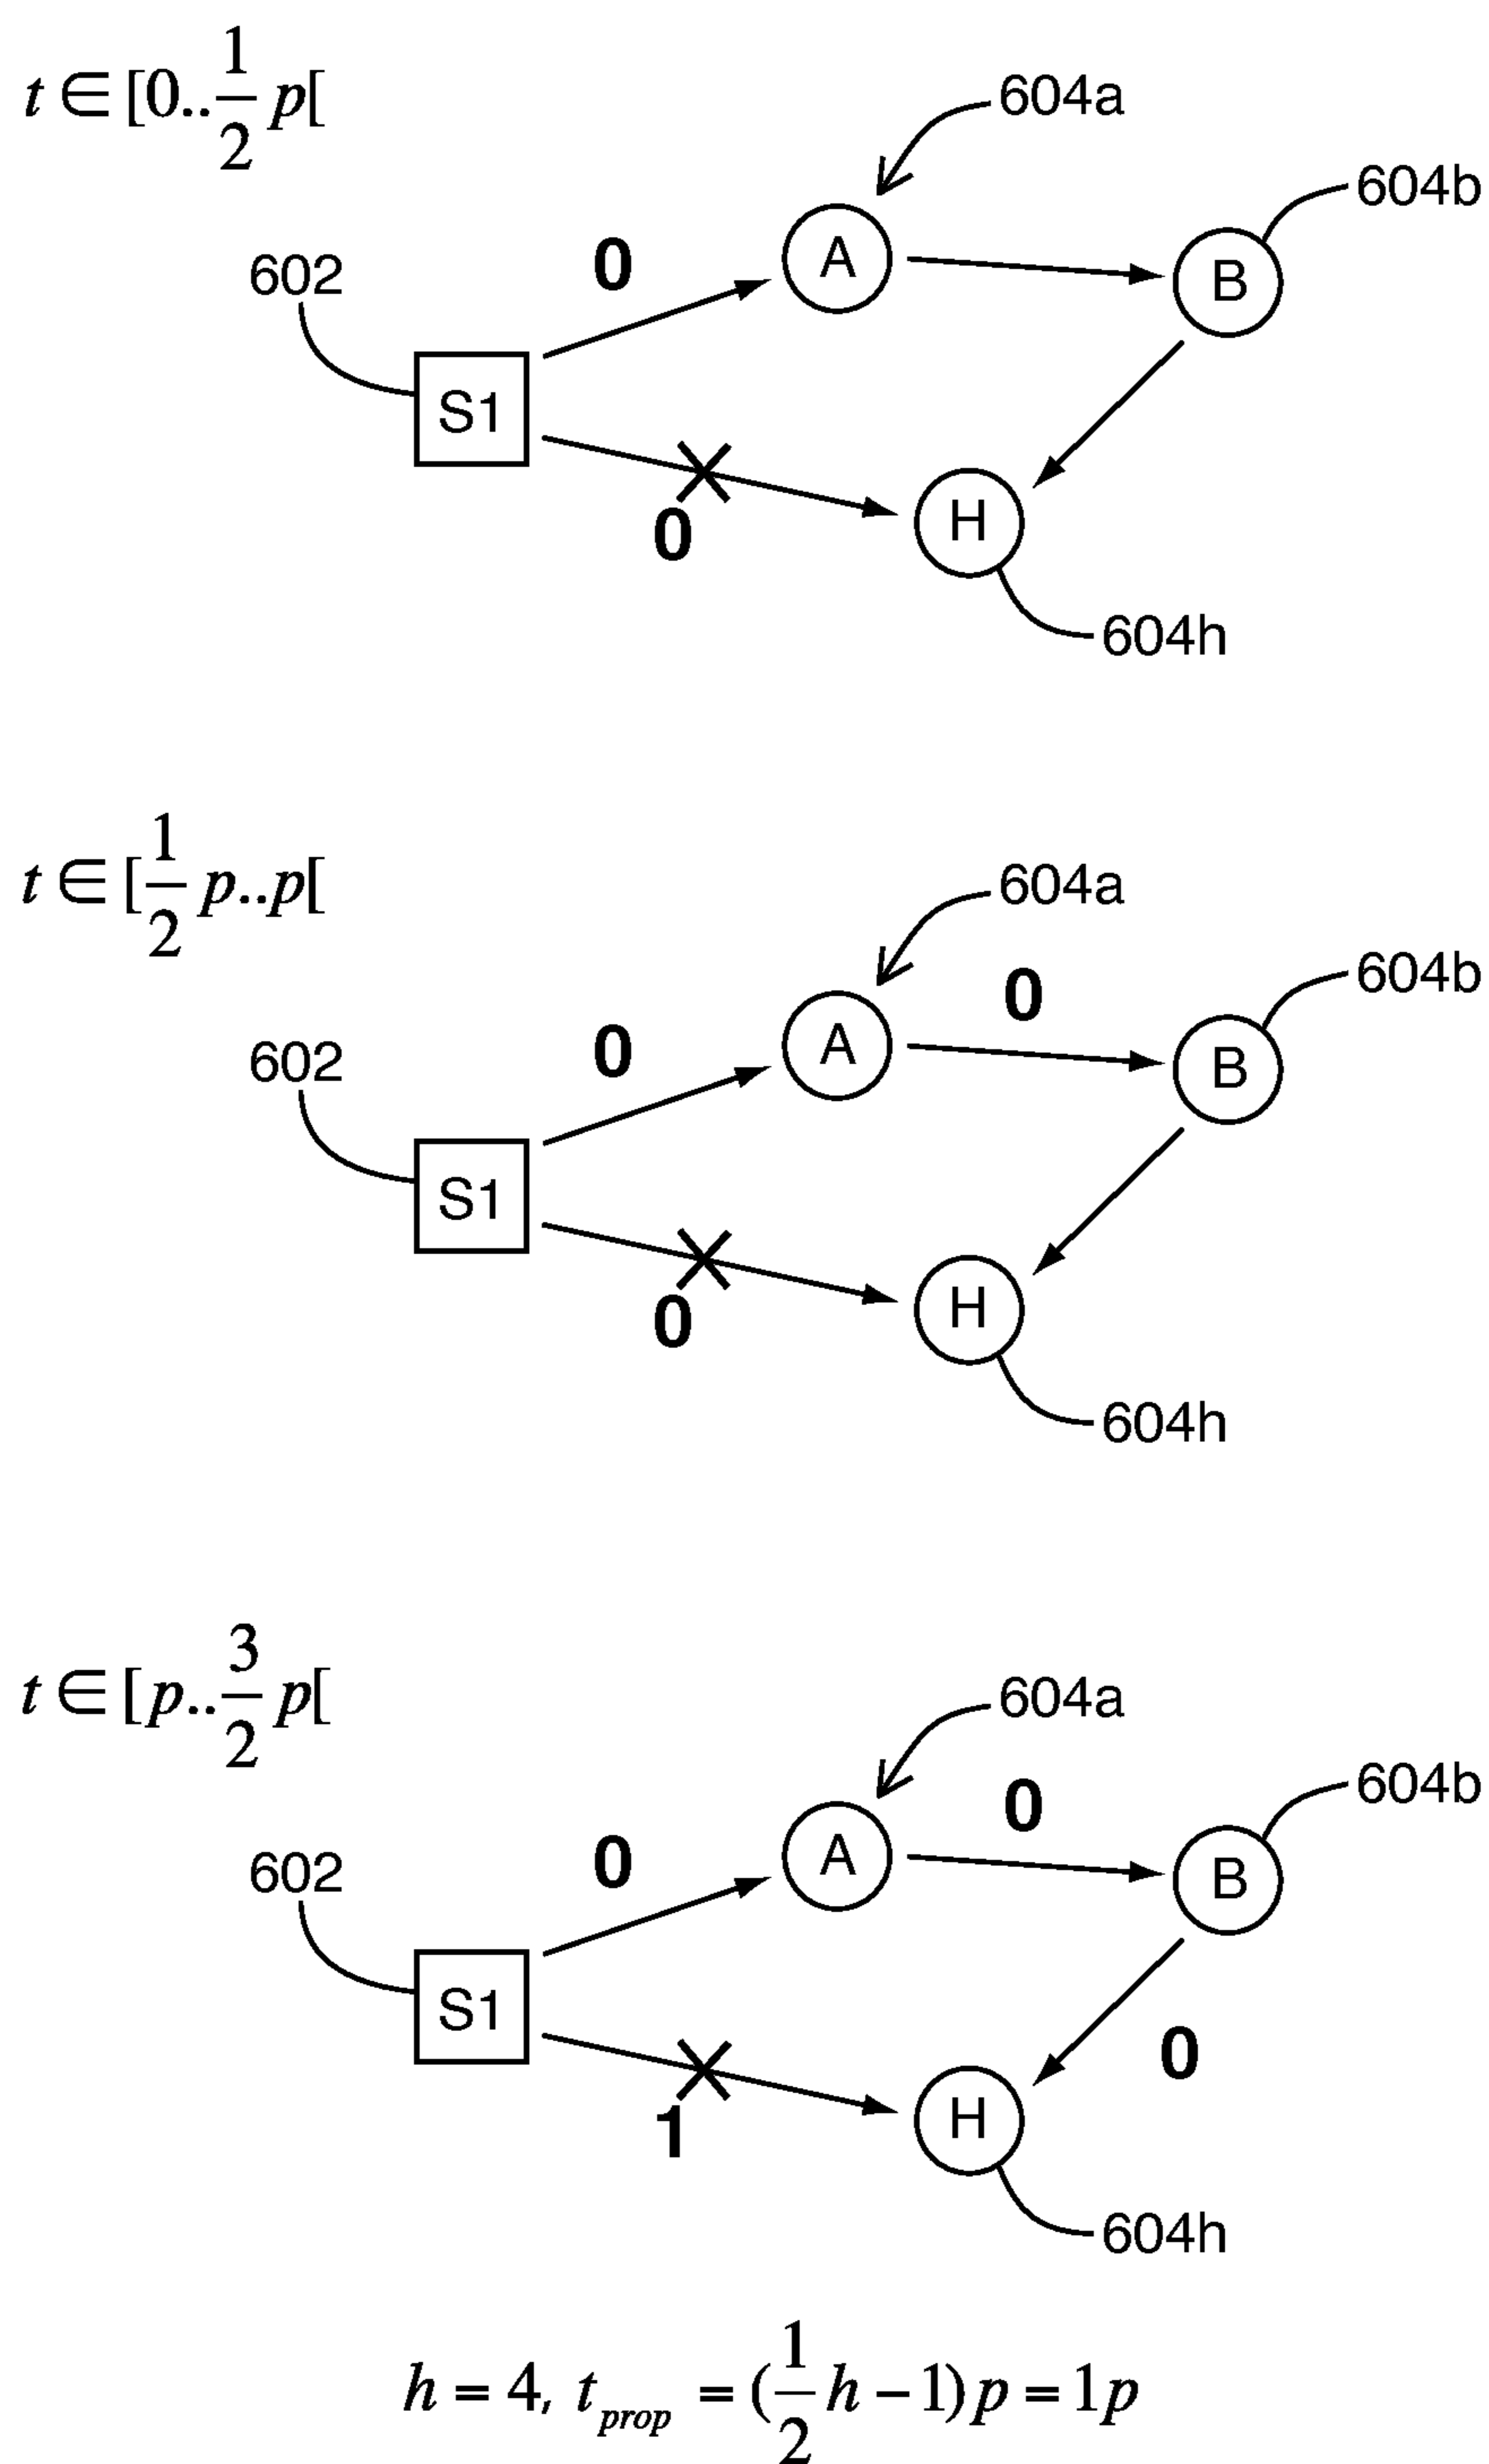 t ∈ [0..1/2 p[
604a
604b
602
0
A
B
S1
0
H
604h
t ∈ [1/2 p..p[
604a
604b
602
0
0
A
B
S1
0
H
604h
t ∈ [p..3/2 p[
604a
604b
602
0
0
A
B
S1
0
1
H
604h
h = 4, t_prop = (1/2 h − 1) p = 1p